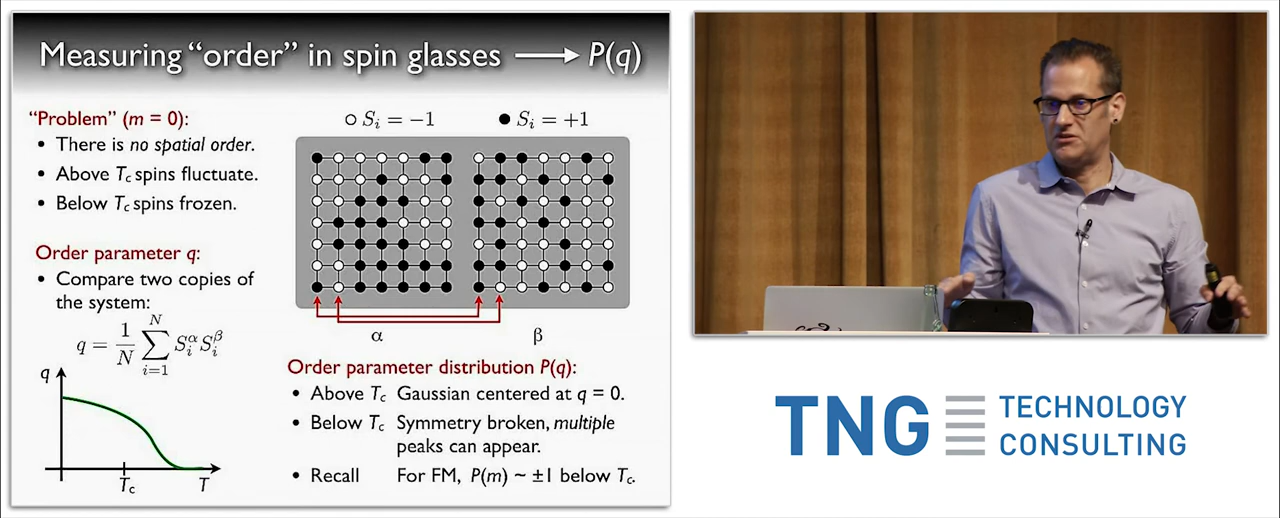 Measuring "order" in spin glasses → P(q)
"Problem" (m = 0):
• There is no spatial order.
• Above Tc spins fluctuate.
• Below Tc spins frozen.
Order parameter q:
• Compare two copies of
the system:
q = 1/N ∑_{i=1}^{N} S_i^α S_i^β
q
Tc
T
○ S_i = −1
● S_i = +1
α
β
Order parameter distribution P(q):
• Above Tc Gaussian centered at q = 0.
• Below Tc Symmetry broken, multiple
peaks can appear.
• Recall For FM, P(m) ~ ±1 below Tc.
TNG
TECHNOLOGY
CONSULTING